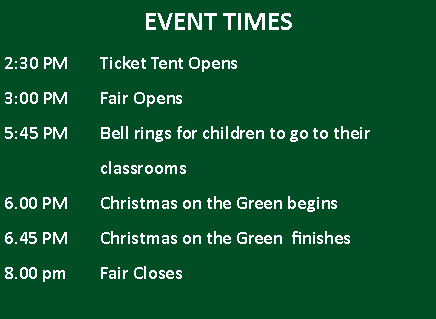 EVENT TIMES
2:30 PM Ticket Tent Opens
3:00 PM Fair Opens
5:45 PM Bell rings for children to go to their
classrooms
6.00 PM Christmas on the Green begins
6.45 PM Christmas on the Green finishes
8.00 pm Fair Closes